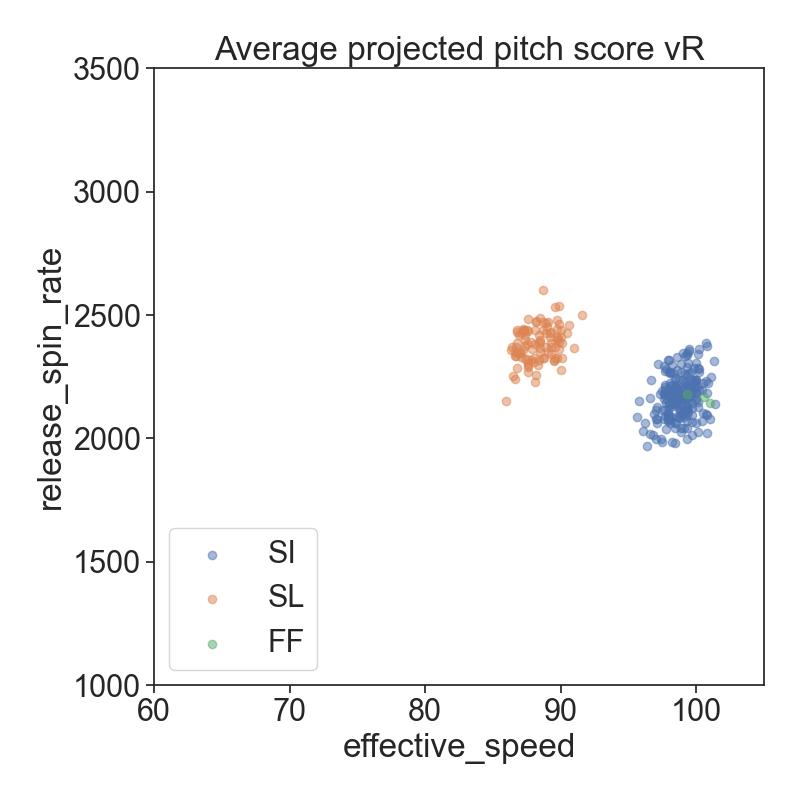 Average projected pitch score vR
release_spin_rate
3500
3000
2500
2000
1500
1000
SI
SL
FF
60 70 80 90 100
effective_speed